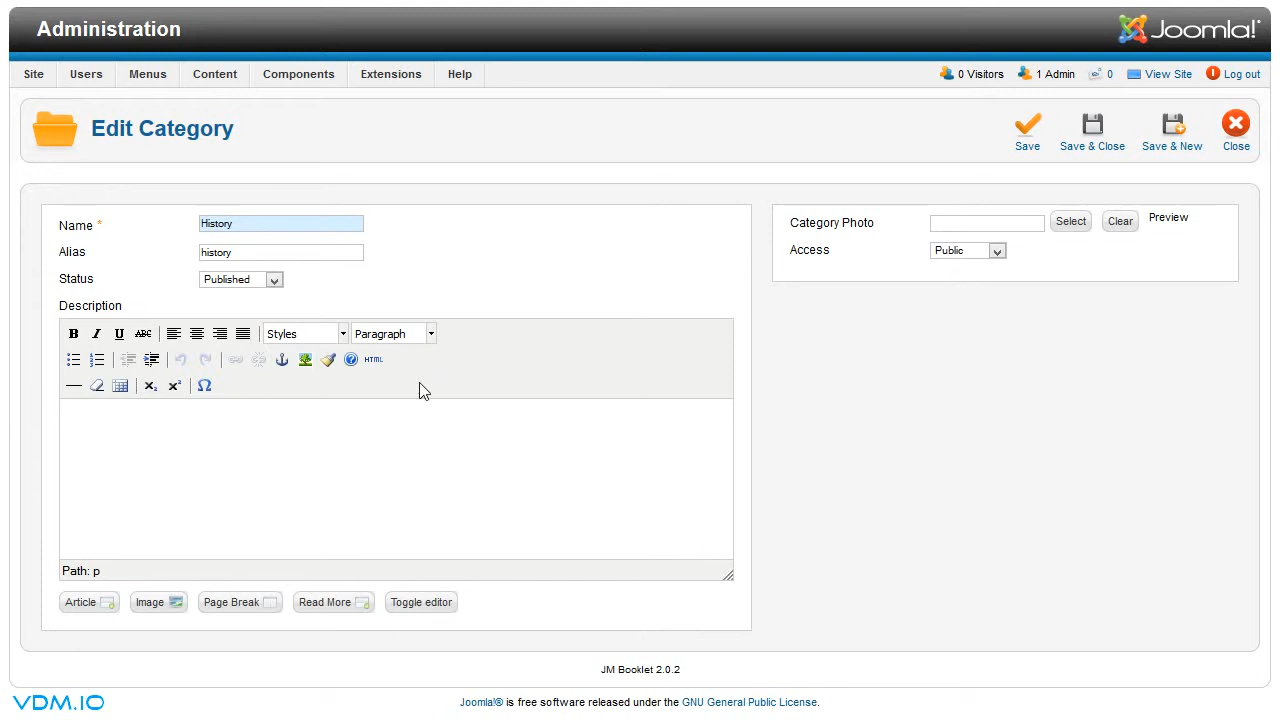 Administration
Joomla!
Site Users Menus Content Components Extensions Help
0 Visitors 1 Admin 0 View Site Log out
Edit Category
Save Save & Close Save & New Close
Name * History
Alias history
Status Published
Description
B I U ABC Styles Paragraph
HTML
X₂ X² Ω
Path: p
Article Image Page Break Read More Toggle editor
Category Photo Select Clear Preview
Access Public
JM Booklet 2.0.2
VDM.IO
Joomla!® is free software released under the GNU General Public License.